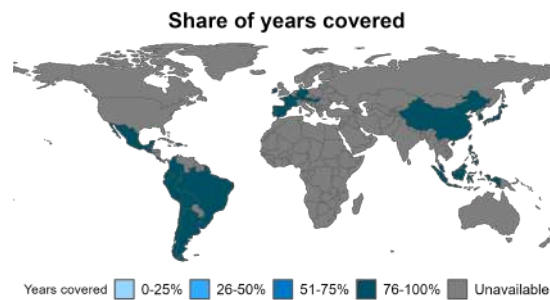 Share of years covered
Years covered 0-25% 26-50% 51-75% 76-100% Unavailable